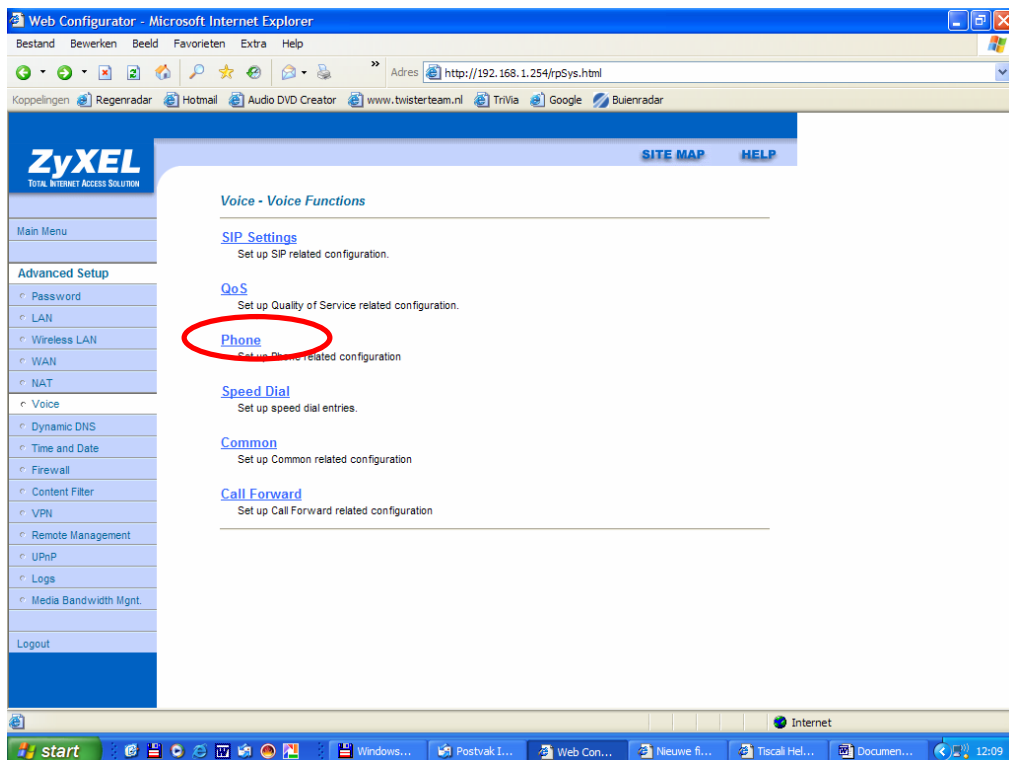 Web Configurator - Microsoft Internet Explorer
Bestand Bewerken Beeld Favorieten Extra Help
» Adres http://192.168.1.254/rpSys.html
Koppelingen Regenradar Hotmail Audio DVD Creator www.twisterteam.nl TriVia Google Buienradar
ZyXEL
TOTAL INTERNET ACCESS SOLUTION
SITE MAP HELP
Voice - Voice Functions
Main Menu
Advanced Setup
Password
LAN
Wireless LAN
WAN
NAT
Voice
Dynamic DNS
Time and Date
Firewall
Content Filter
VPN
Remote Management
UPnP
Logs
Media Bandwidth Mgnt.
Logout
SIP Settings
Set up SIP related configuration.
QoS
Set up Quality of Service related configuration.
Phone
Set up Phone related configuration
Speed Dial
Set up speed dial entries.
Common
Set up Common related configuration
Call Forward
Set up Call Forward related configuration
Internet
start Windows... Postvak I... Web Con... Nieuwe fi... Tiscali Hel... Documen... 12:09